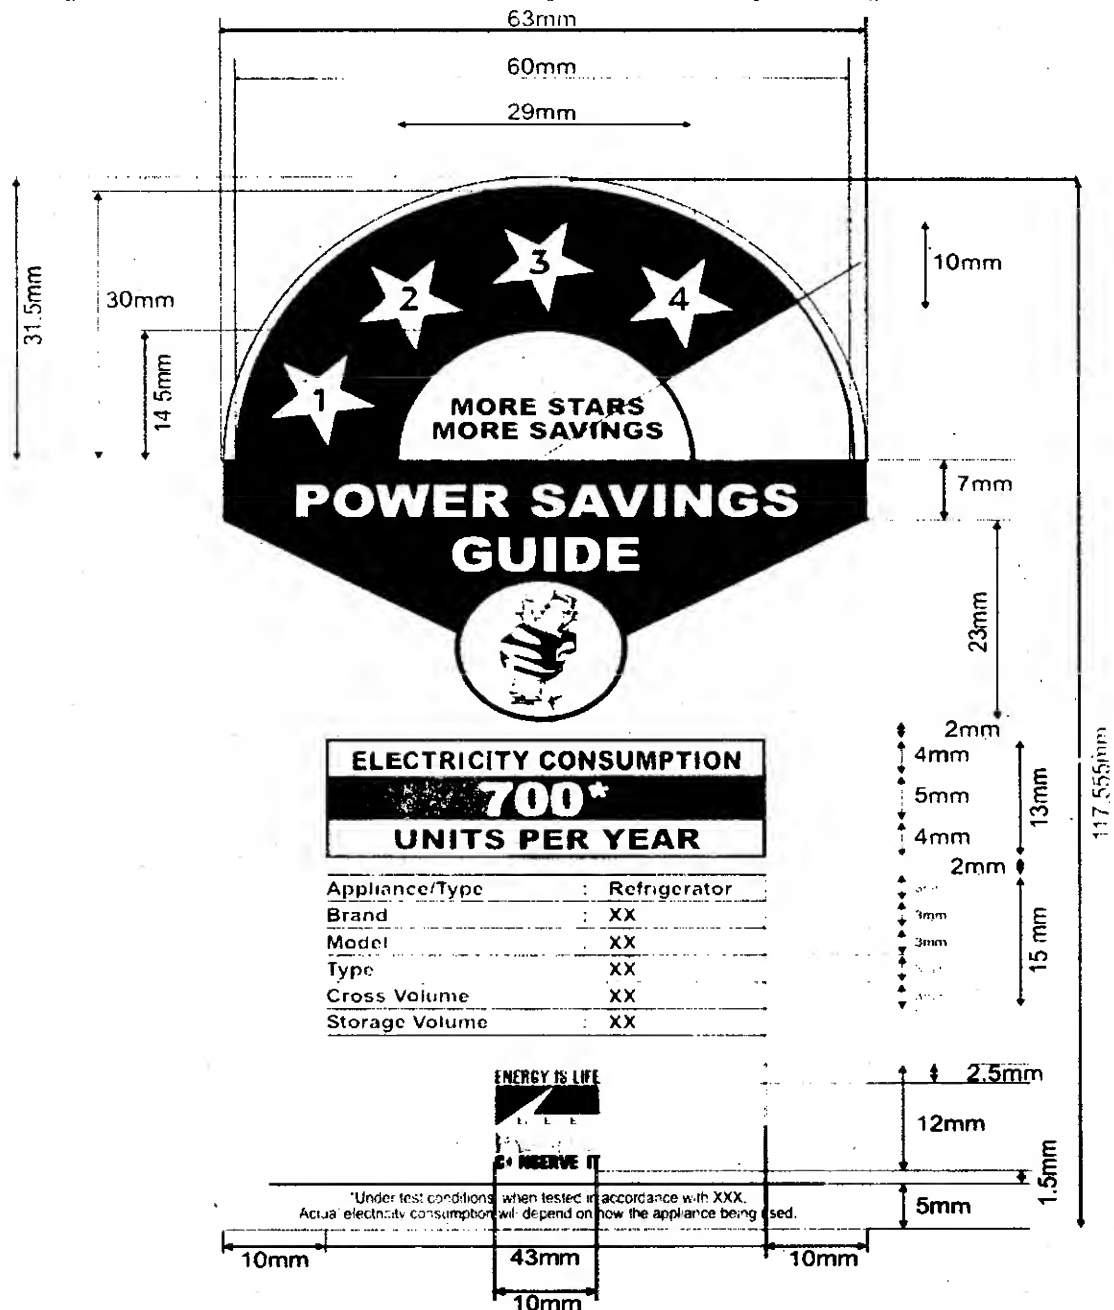 63mm
60mm
29mm
31.5mm
30mm
14 5mm
10mm
1
2
3
4
MORE STARS
MORE SAVINGS
7mm
POWER SAVINGS
GUIDE
23mm
117.555mm
2mm
ELECTRICITY CONSUMPTION
4mm
700*
5mm
13mm
UNITS PER YEAR
4mm
2mm
Appliance/Type : Refrigerator
Brand : XX
3mm
Model : XX
3mm
15 mm
Type XX
Cross Volume XX
Storage Volume : XX
ENERGY IS LIFE
2.5mm
E E
12mm
CONSERVE IT
1.5mm
*Under test conditions, when tested in accordance with XXX.
Actual electricity consumption will depend on how the appliance being used.
5mm
10mm
43mm
10mm
10mm